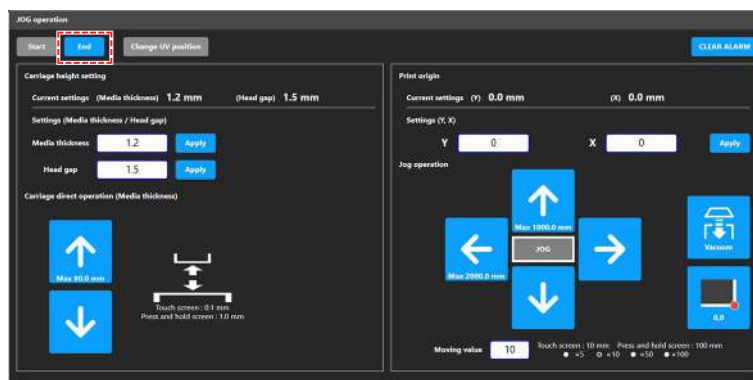 JOG operation
Start End Change UV position CLEAR ALARM
Carriage height setting
Current settings (Media thickness) 1.2 mm (Head gap) 1.5 mm
Settings (Media thickness / Head gap)
Media thickness 1.2 Apply
Head gap 1.5 Apply
Carriage direct operation (Media thickness)
Max 80.0 mm
Touch screen : 0.1 mm
Press and hold screen : 1.0 mm
Print origin
Current settings (Y) 0.0 mm (X) 0.0 mm
Settings (Y, X)
Y 0 X 0 Apply
Jog operation
Max 1000.0 mm
JOG
Max 2000.0 mm
Vacuum
0,0
Moving value 10 Touch screen : 10 mm Press and hold screen : 100 mm
×5 ×10 ×50 ×100